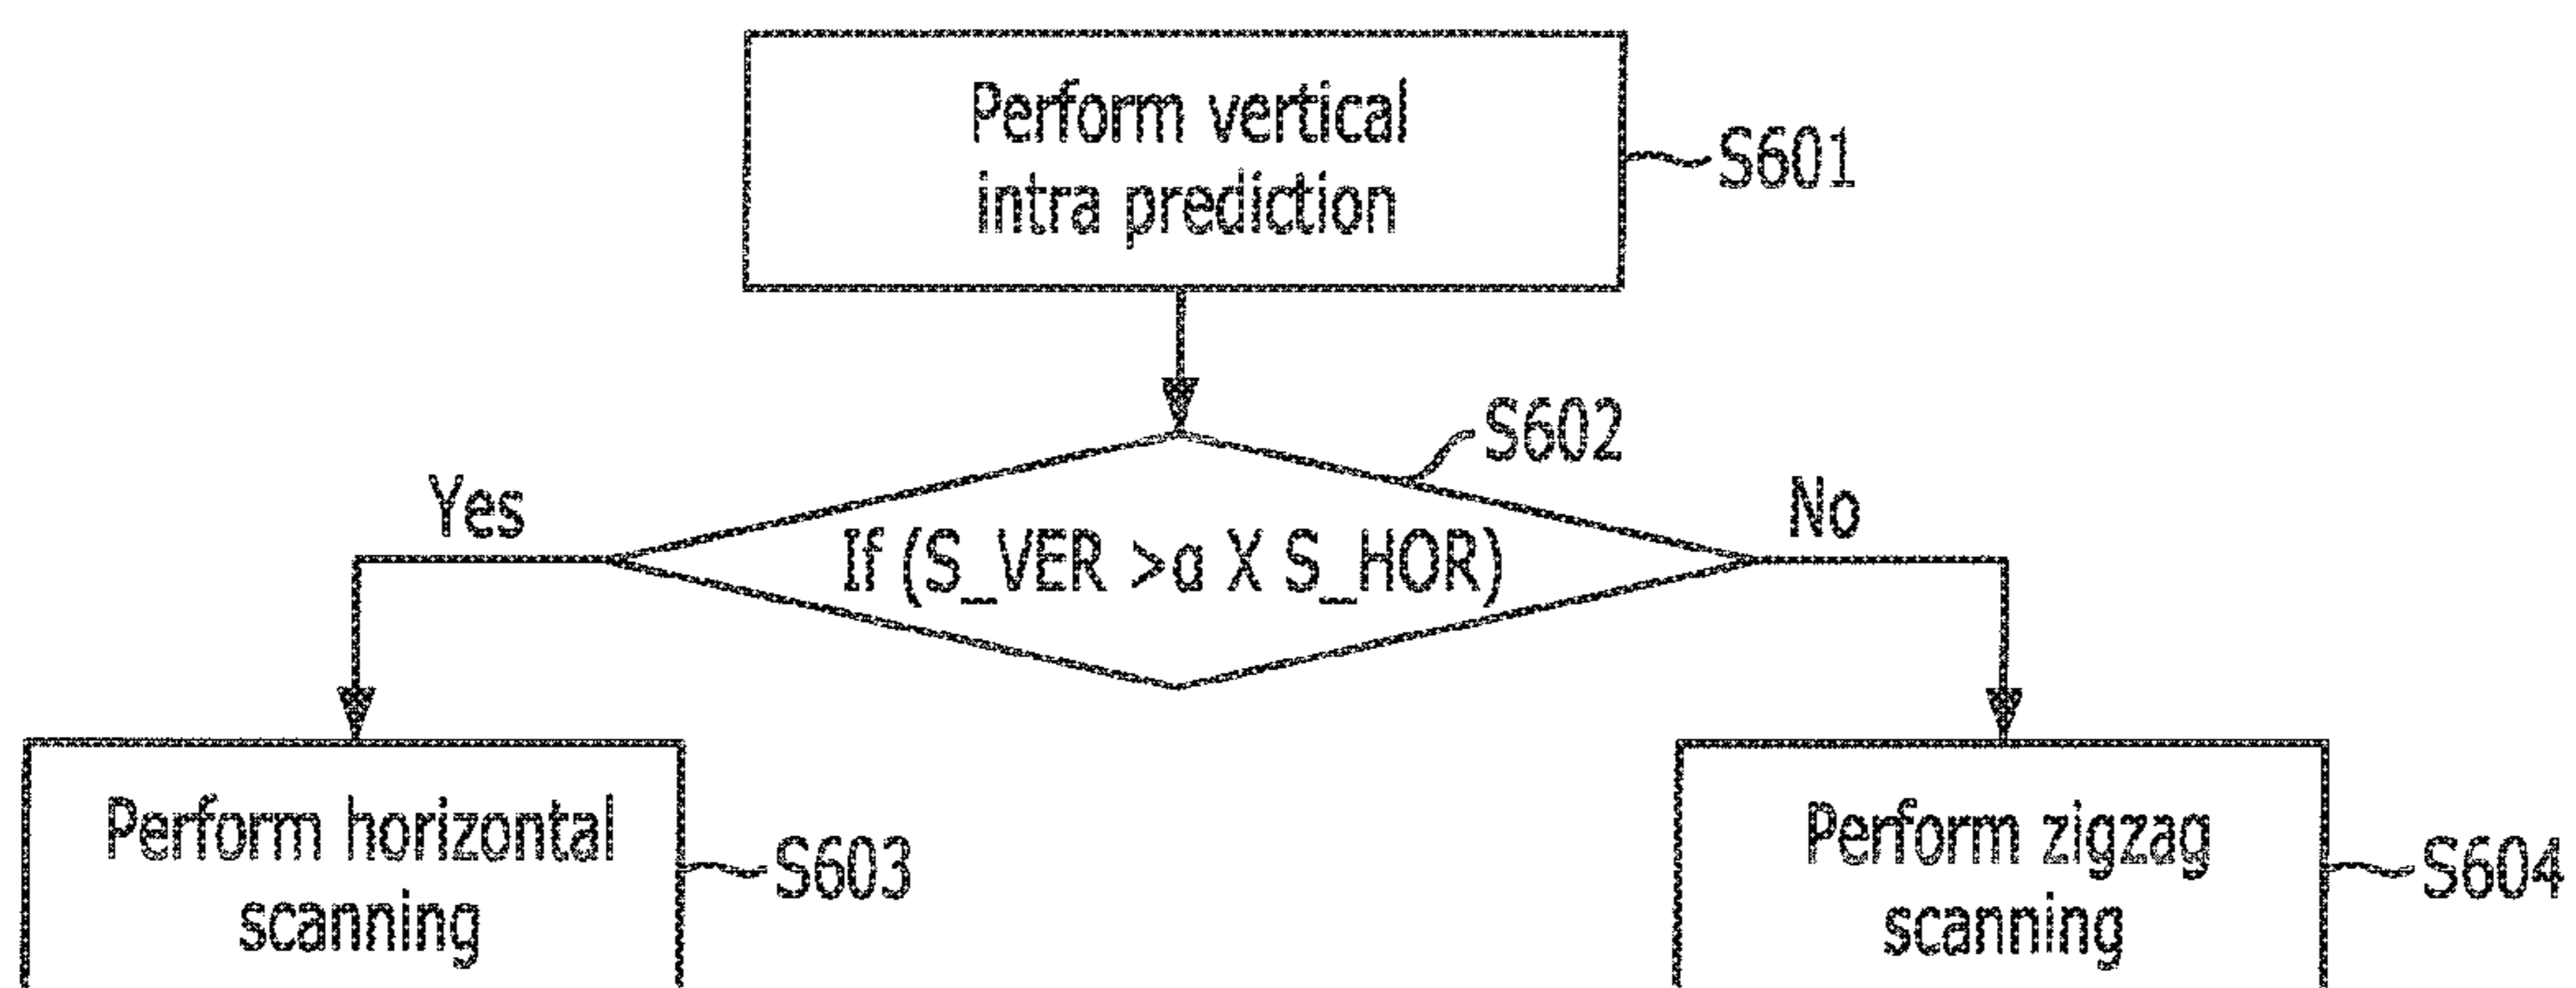 Perform vertical
intra prediction
S601
S602
Yes
No
If (S_VER >α X S_HOR)
Perform horizontal
scanning
S603
Perform zigzag
scanning
S604